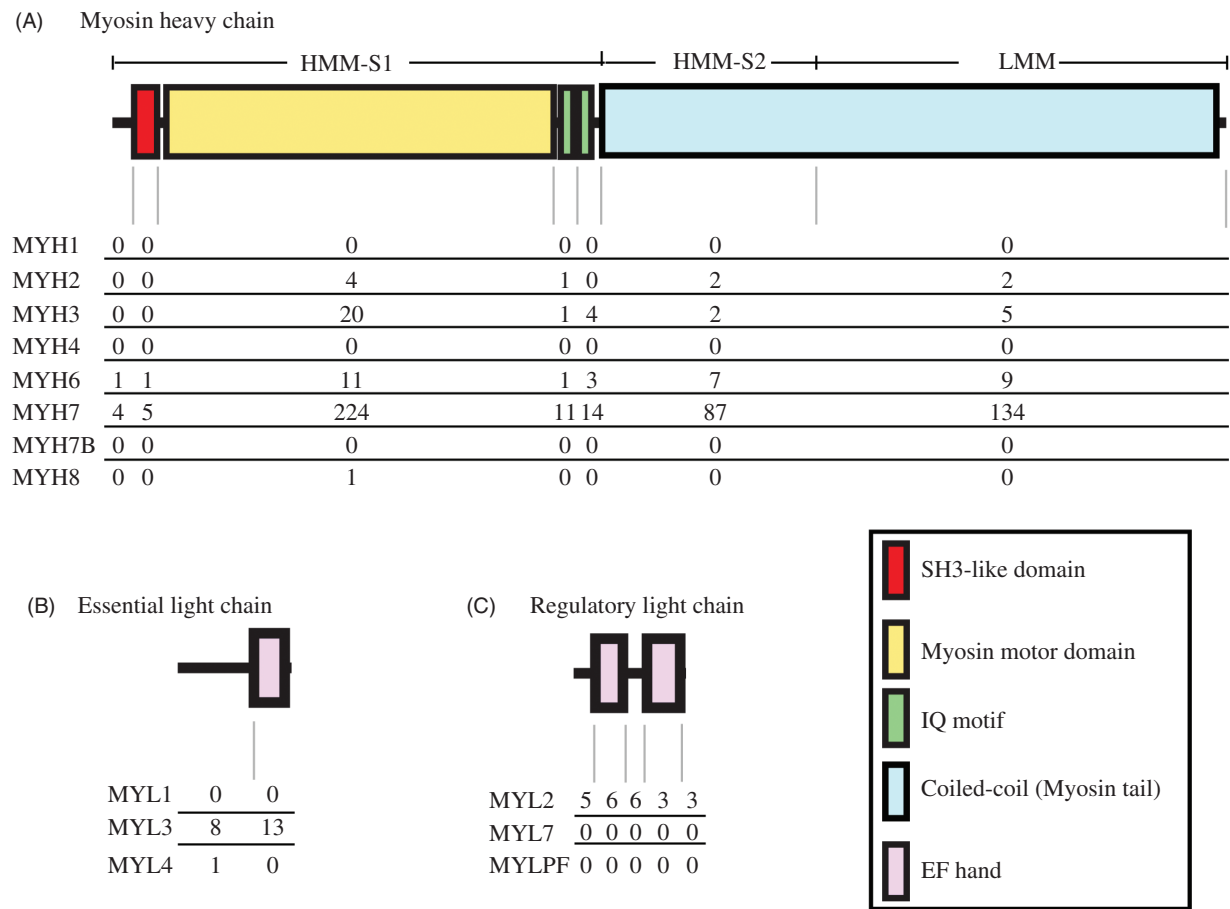 (A) Myosin heavy chain
HMM-S1 HMM-S2 LMM
MYH1 0 0 0 0 0 0 0
MYH2 0 0 4 1 0 2 2
MYH3 0 0 20 1 4 2 5
MYH4 0 0 0 0 0 0 0
MYH6 1 1 11 1 3 7 9
MYH7 4 5 224 11 14 87 134
MYH7B 0 0 0 0 0 0 0
MYH8 0 0 1 0 0 0 0
(B) Essential light chain
MYL1 0 0
MYL3 8 13
MYL4 1 0
(C) Regulatory light chain
MYL2 5 6 6 3 3
MYL7 0 0 0 0 0
MYLPF 0 0 0 0 0
SH3-like domain
Myosin motor domain
IQ motif
Coiled-coil (Myosin tail)
EF hand